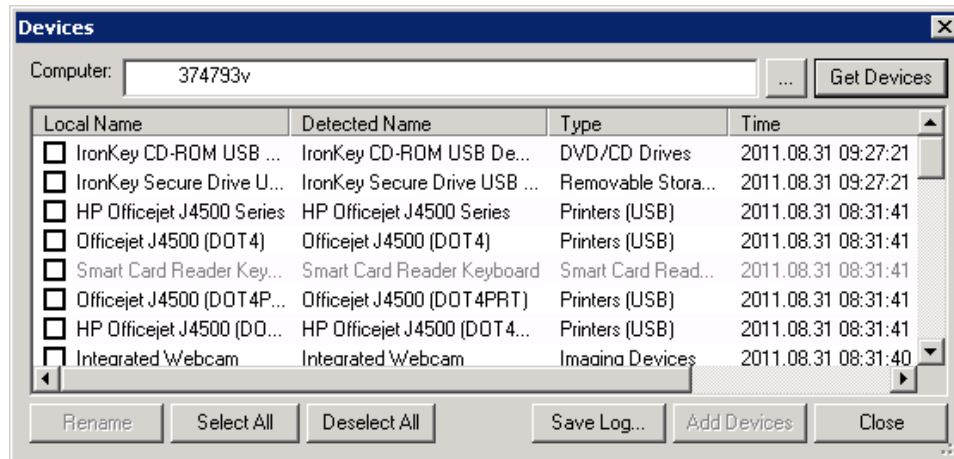 Devices
Computer: 374793v ... Get Devices
Local Name Detected Name Type Time
IronKey CD-ROM USB ... IronKey CD-ROM USB De... DVD/CD Drives 2011.08.31 09:27:21
IronKey Secure Drive U... IronKey Secure Drive USB ... Removable Stora... 2011.08.31 09:27:21
HP Officejet J4500 Series HP Officejet J4500 Series Printers (USB) 2011.08.31 08:31:41
Officejet J4500 (DOT4) Officejet J4500 (DOT4) Printers (USB) 2011.08.31 08:31:41
Smart Card Reader Key... Smart Card Reader Keyboard Smart Card Read... 2011.08.31 08:31:41
Officejet J4500 (DOT4P... Officejet J4500 (DOT4PRT) Printers (USB) 2011.08.31 08:31:41
HP Officejet J4500 (DO... HP Officejet J4500 (DOT4... Printers (USB) 2011.08.31 08:31:41
Integrated Webcam Integrated Webcam Imaging Devices 2011.08.31 08:31:40
Rename Select All Deselect All Save Log... Add Devices Close